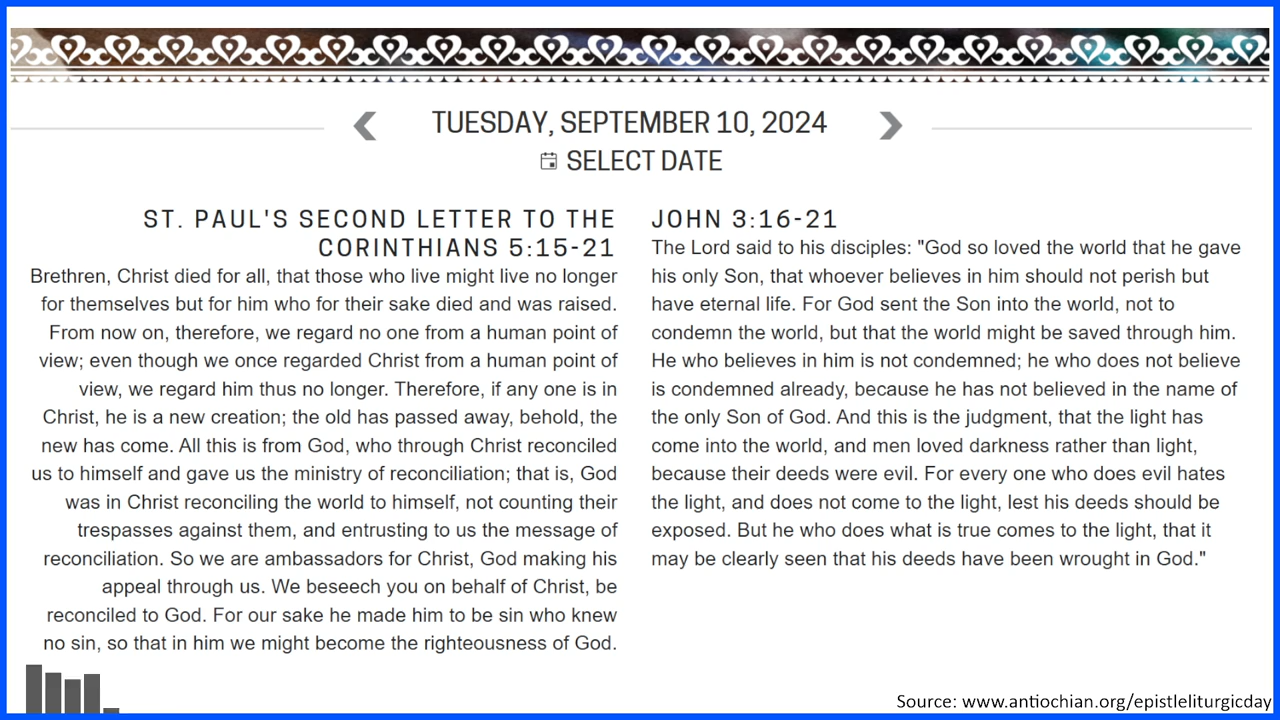 TUESDAY, SEPTEMBER 10, 2024
SELECT DATE
ST. PAUL'S SECOND LETTER TO THE
CORINTHIANS 5:15-21
Brethren, Christ died for all, that those who live might live no longer
for themselves but for him who for their sake died and was raised.
From now on, therefore, we regard no one from a human point of
view; even though we once regarded Christ from a human point of
view, we regard him thus no longer. Therefore, if any one is in
Christ, he is a new creation; the old has passed away, behold, the
new has come. All this is from God, who through Christ reconciled
us to himself and gave us the ministry of reconciliation; that is, God
was in Christ reconciling the world to himself, not counting their
trespasses against them, and entrusting to us the message of
reconciliation. So we are ambassadors for Christ, God making his
appeal through us. We beseech you on behalf of Christ, be
reconciled to God. For our sake he made him to be sin who knew
no sin, so that in him we might become the righteousness of God.
JOHN 3:16-21
The Lord said to his disciples: "God so loved the world that he gave
his only Son, that whoever believes in him should not perish but
have eternal life. For God sent the Son into the world, not to
condemn the world, but that the world might be saved through him.
He who believes in him is not condemned; he who does not believe
is condemned already, because he has not believed in the name of
the only Son of God. And this is the judgment, that the light has
come into the world, and men loved darkness rather than light,
because their deeds were evil. For every one who does evil hates
the light, and does not come to the light, lest his deeds should be
exposed. But he who does what is true comes to the light, that it
may be clearly seen that his deeds have been wrought in God."
Source: www.antiochian.org/epistleliturgicday